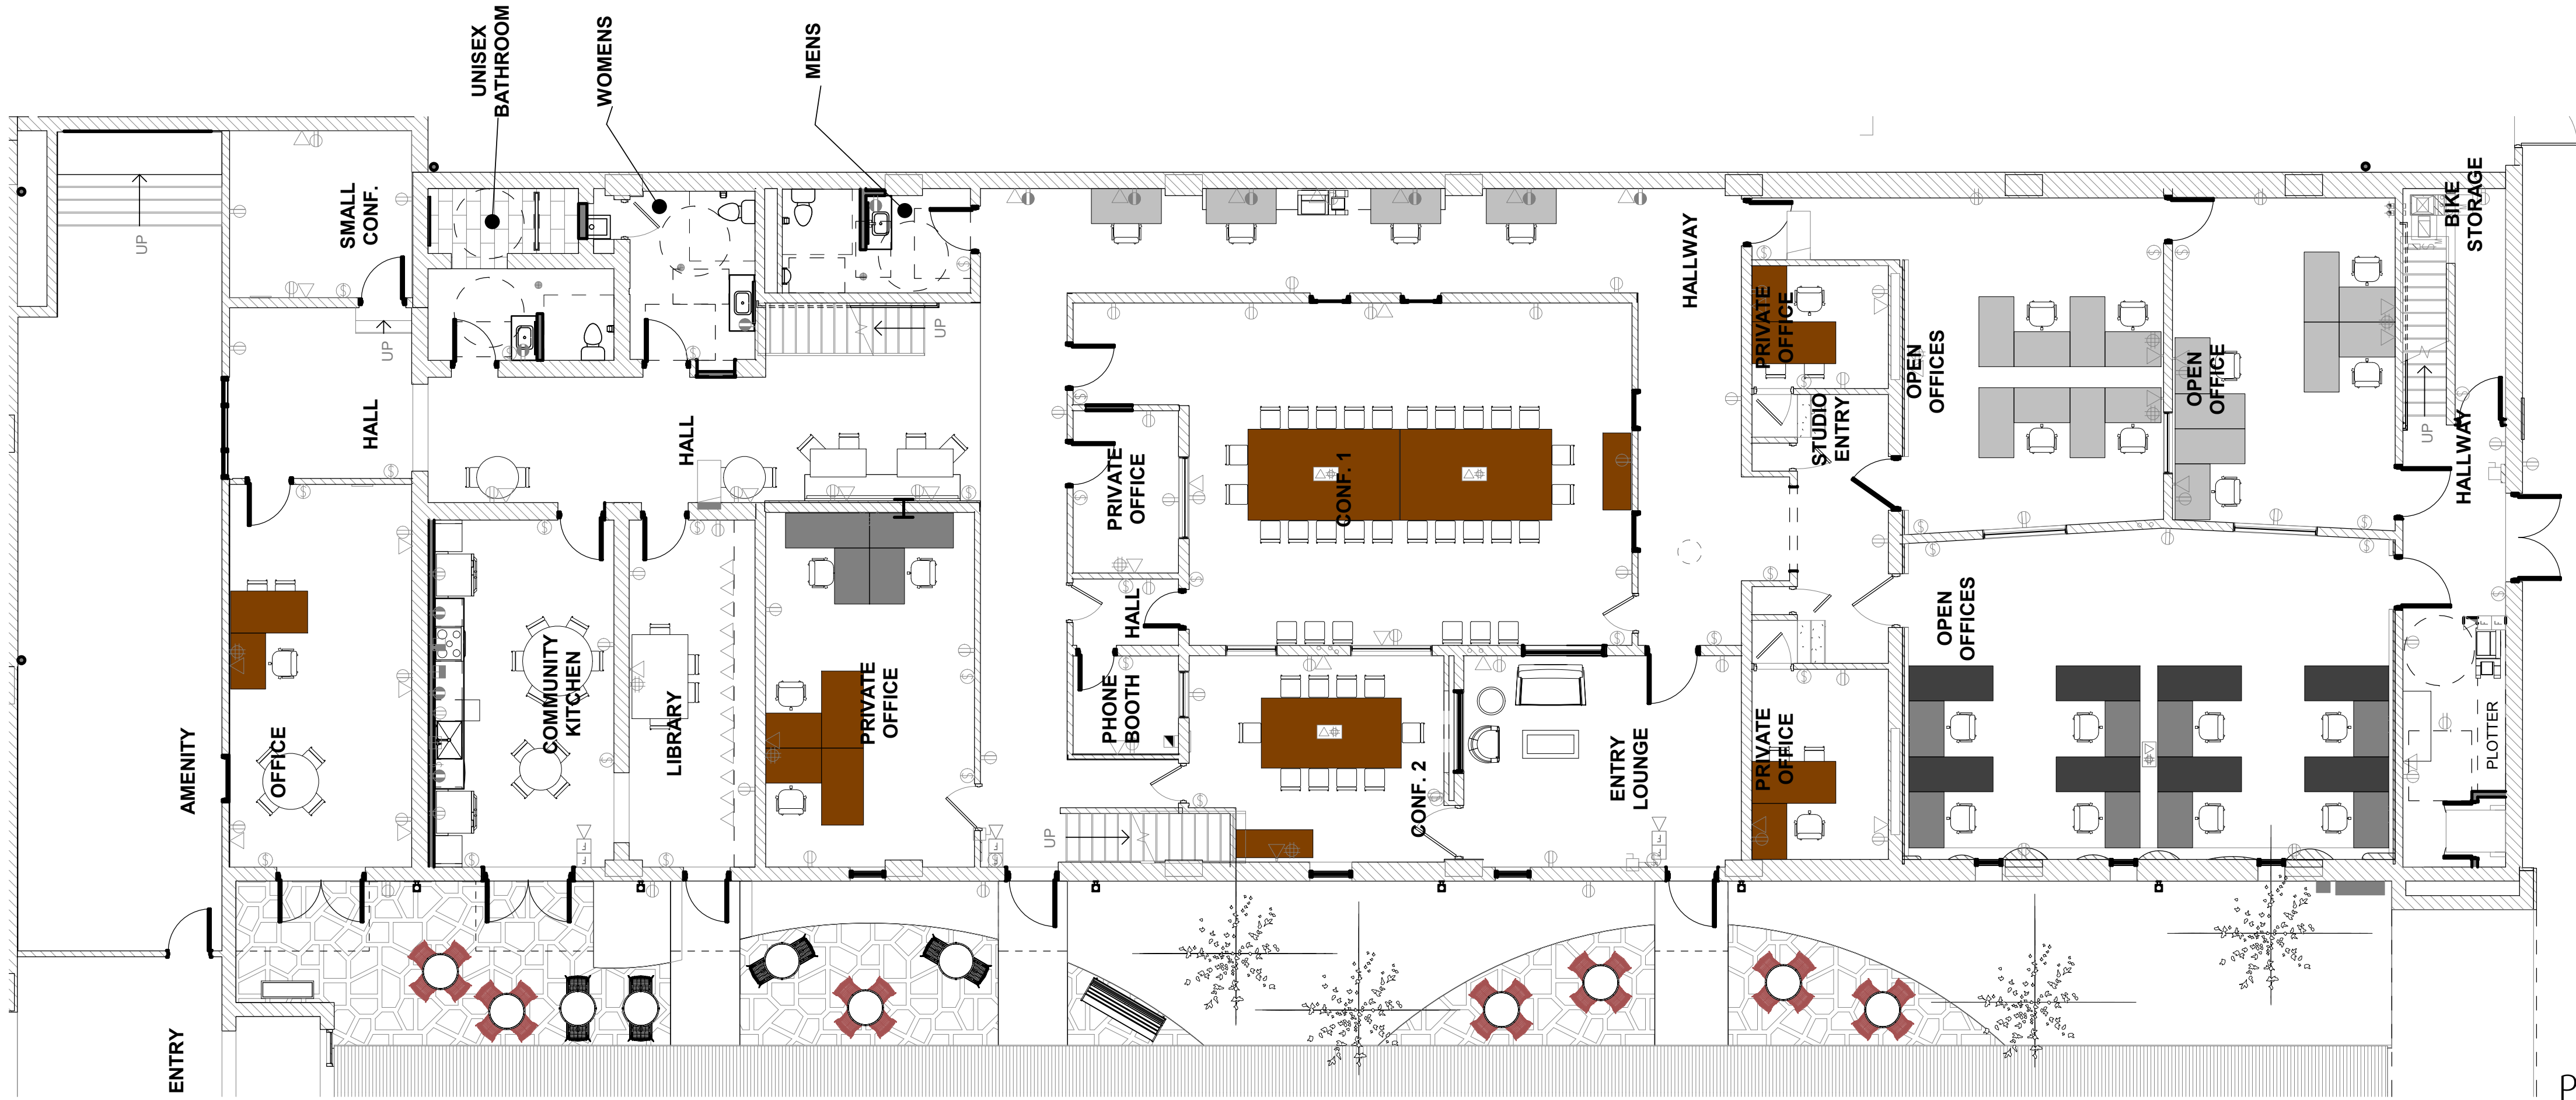 UNISEX
BATHROOM
WOMENS
MENS
SMALL
CONF.
UP
UP
UP
HALL
HALL
HALLWAY
PRIVATE
OFFICE
OPEN
OFFICES
OPEN
OFFICE
BIKE
STORAGE
STUDIO
ENTRY
UP
HALLWAY
PRIVATE
OFFICE
CONF. 1
HALL
PHONE
BOOTH
AMENITY
OFFICE
COMMUNITY
KITCHEN
LIBRARY
PRIVATE
OFFICE
UP
CONF. 2
ENTRY
LOUNGE
PRIVATE
OFFICE
OPEN
OFFICES
PLOTTER
ENTRY
P